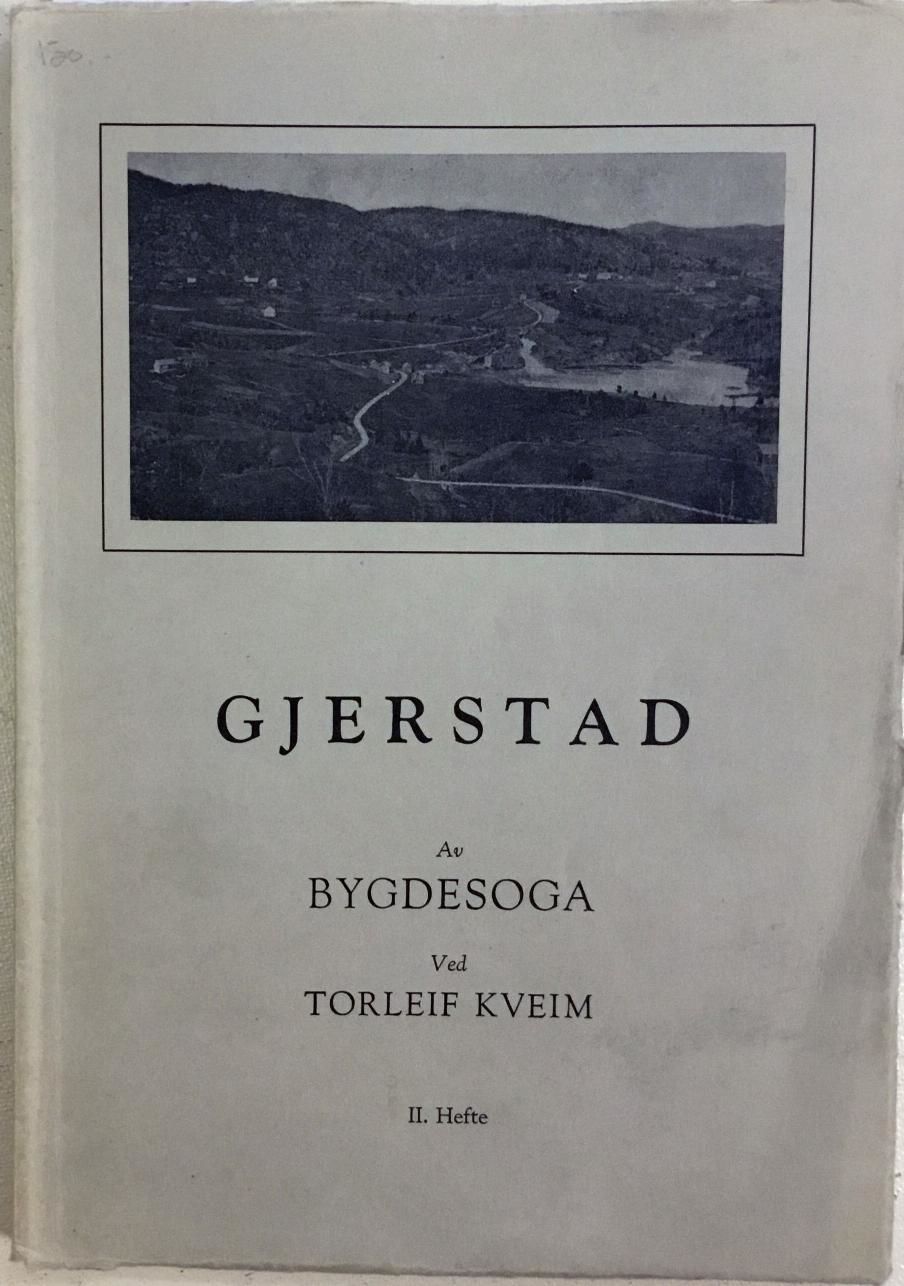 GJERSTAD
Av
BYGDESOGA
Ved
TORLEIF KVEIM
II. Hefte